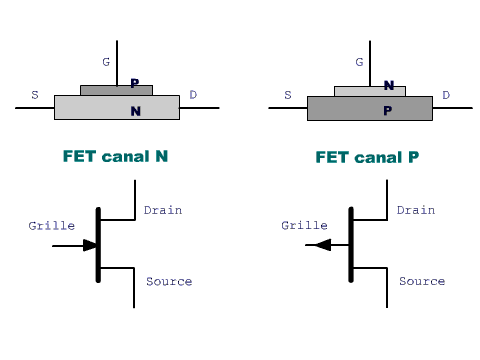 G
P
S
D
N
FET canal N
Grille
Drain
Source
G
N
S
D
P
FET canal P
Grille
Drain
Source